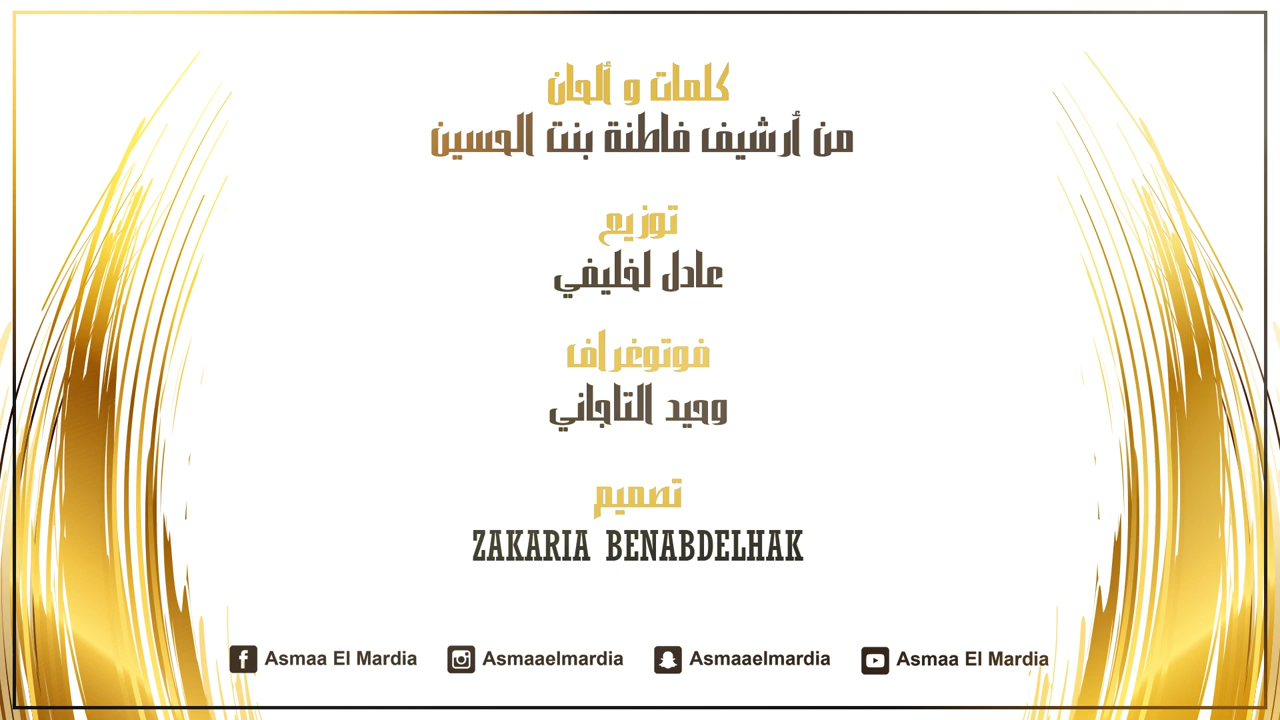 كلمات و ألحان
من أرشيف فاطنة بنت الحسين
توزيع
عادل لخليفي
فوتوغراف
وحيد التاجاني
تصميم
ZAKARIA BENABDELHAK
Asmaa El Mardia Asmaaelmardia Asmaaelmardia Asmaa El Mardia